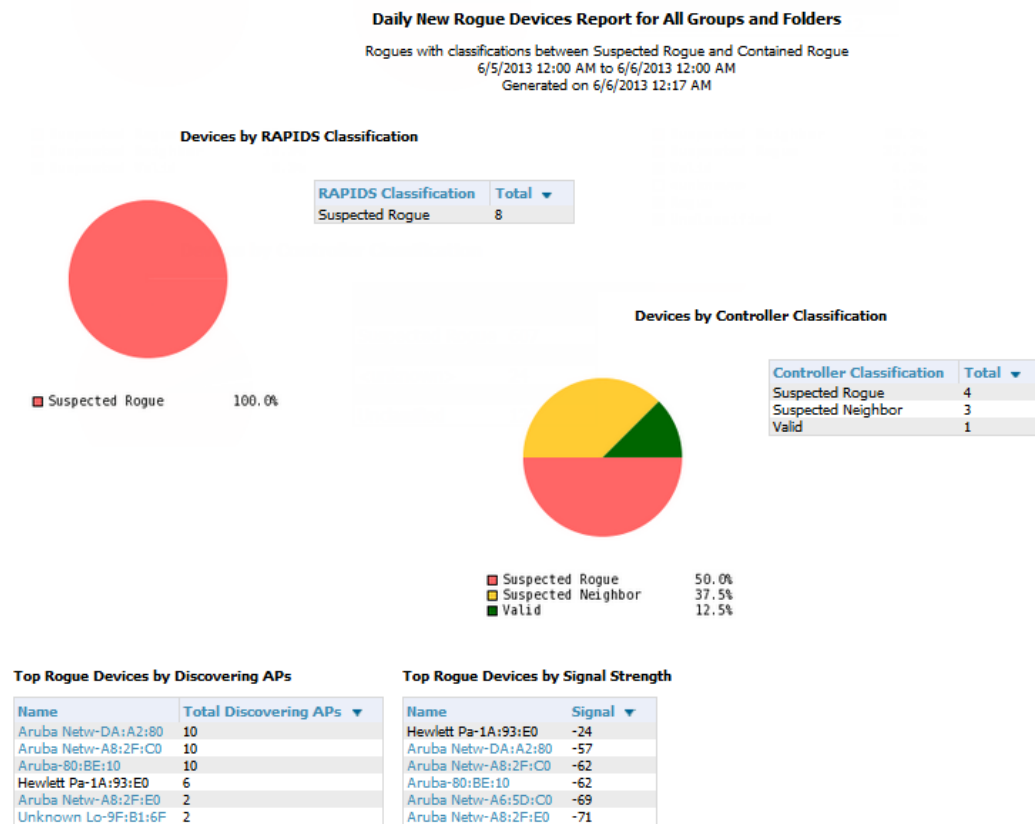 Daily New Rogue Devices Report for All Groups and Folders
Rogues with classifications between Suspected Rogue and Contained Rogue
6/5/2013 12:00 AM to 6/6/2013 12:00 AM
Generated on 6/6/2013 12:17 AM
Devices by RAPIDS Classification
RAPIDS Classification Total
Suspected Rogue 8
Suspected Rogue 100.0%
Devices by Controller Classification
Controller Classification Total
Suspected Rogue 4
Suspected Neighbor 3
Valid 1
Suspected Rogue 50.0%
Suspected Neighbor 37.5%
Valid 12.5%
Top Rogue Devices by Discovering APs
Name Total Discovering APs
Aruba Netw-DA:A2:80 10
Aruba Netw-A8:2F:C0 10
Aruba-80:BE:10 10
Hewlett Pa-1A:93:E0 6
Aruba Netw-A8:2F:E0 2
Unknown Lo-9F:B1:6F 2
Top Rogue Devices by Signal Strength
Name Signal
Hewlett Pa-1A:93:E0 -24
Aruba Netw-DA:A2:80 -57
Aruba Netw-A8:2F:C0 -62
Aruba-80:BE:10 -62
Aruba Netw-A6:5D:C0 -69
Aruba Netw-A8:2F:E0 -71